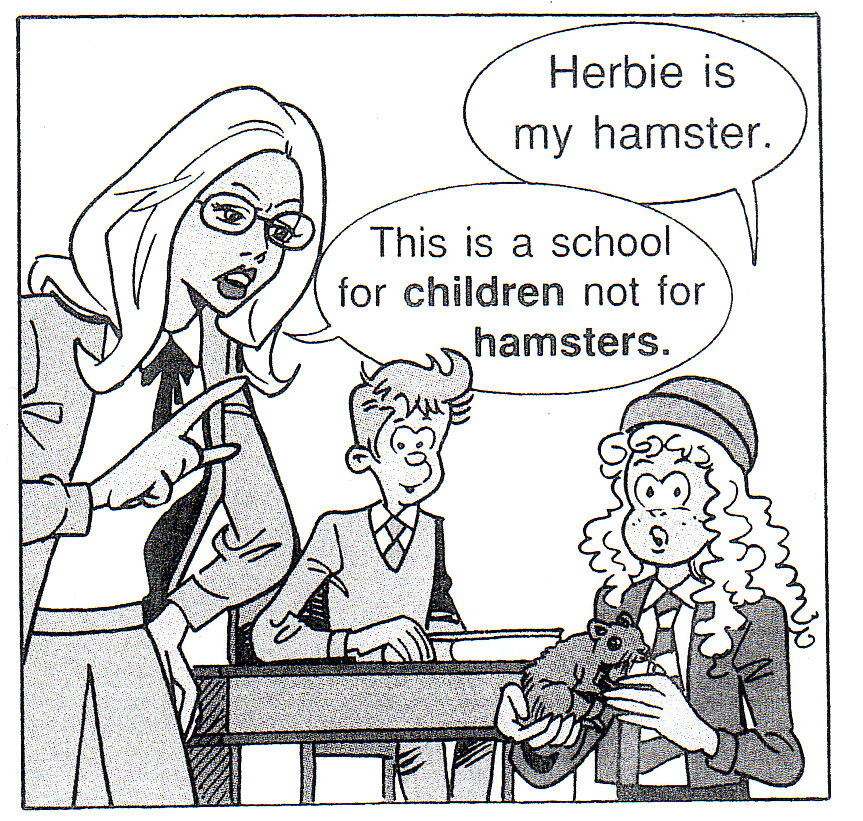 Herbie is
my hamster.
This is a school
for children not for
hamsters.